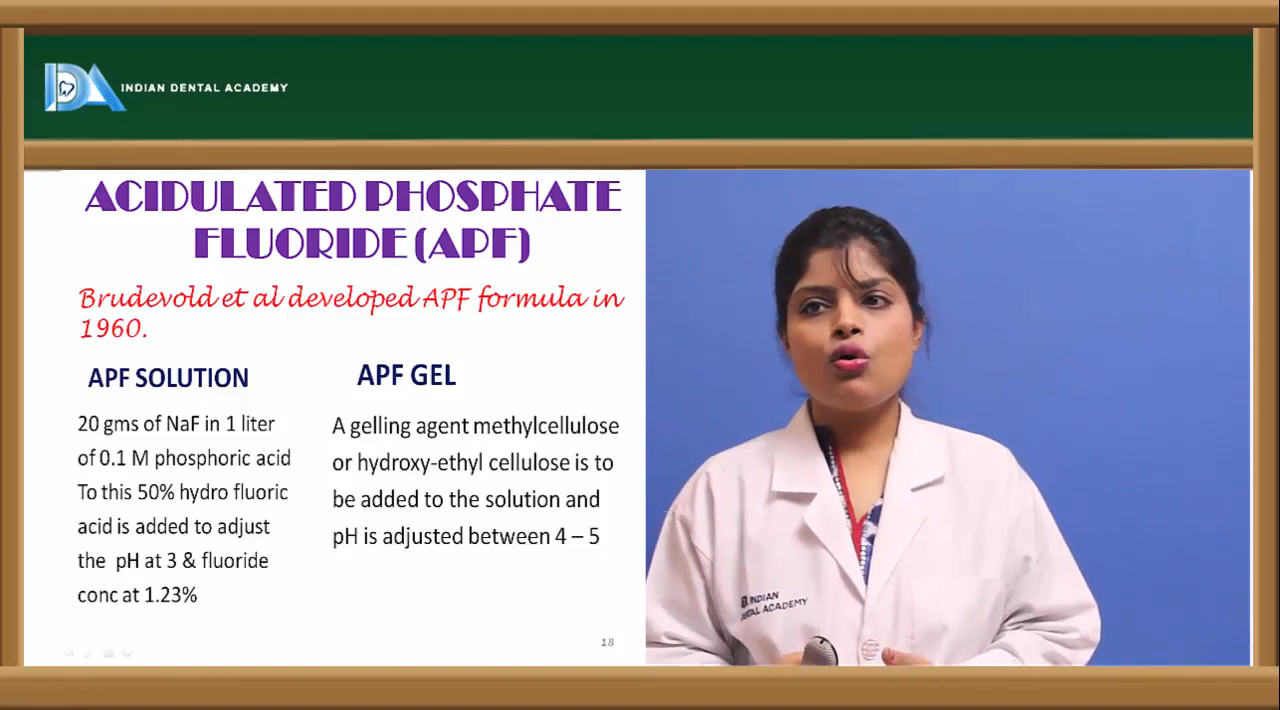 IDA INDIAN DENTAL ACADEMY
ACIDULATED PHOSPHATE
FLUORIDE (APF)
Brudevold et al developed APF formula in
1960.
APF SOLUTION
20 gms of NaF in 1 liter
of 0.1 M phosphoric acid
To this 50% hydro fluoric
acid is added to adjust
the pH at 3 & fluoride
conc at 1.23%
APF GEL
A gelling agent methylcellulose
or hydroxy-ethyl cellulose is to
be added to the solution and
pH is adjusted between 4 – 5
18
INDIAN
DENTAL ACADEMY